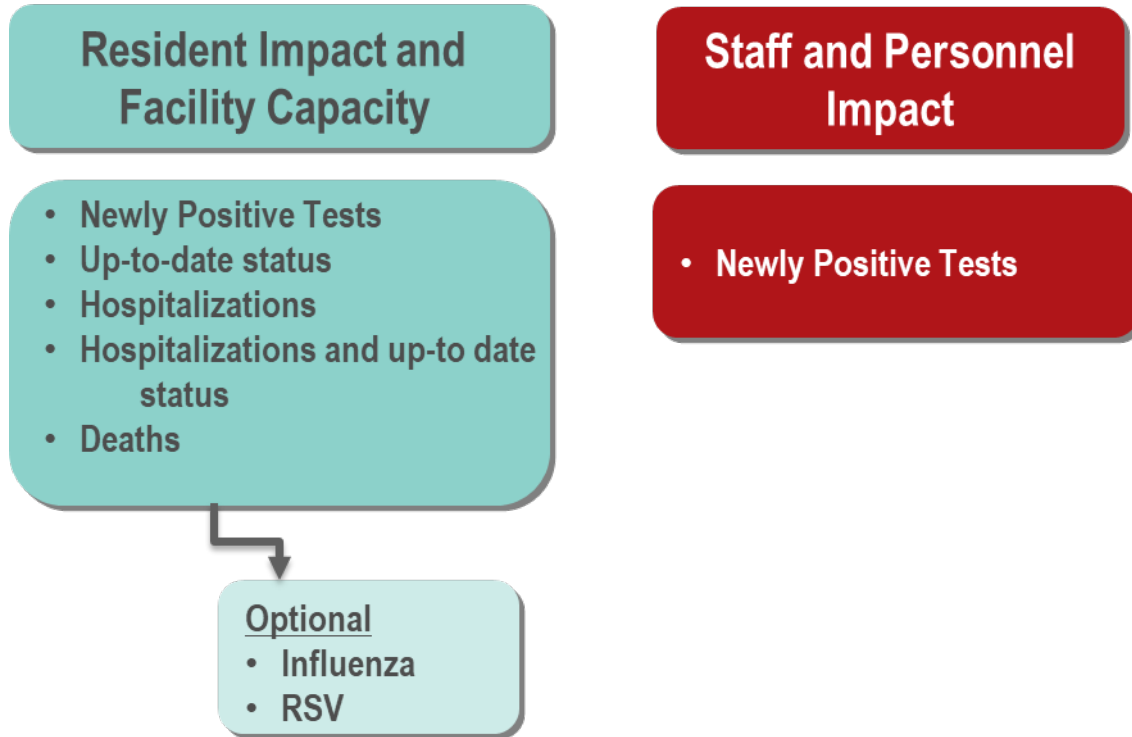 Resident Impact and
Facility Capacity
• Newly Positive Tests
• Up-to-date status
• Hospitalizations
• Hospitalizations and up-to date
status
• Deaths
Optional
• Influenza
• RSV
Staff and Personnel
Impact
• Newly Positive Tests